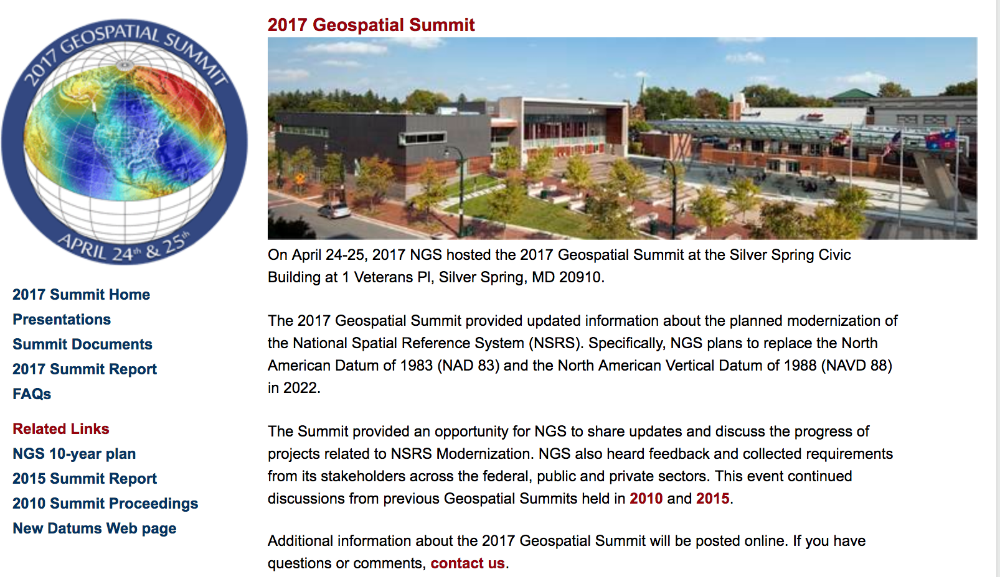 2017 GEOSPATIAL SUMMIT
APRIL 24th & 25th
2017 Summit Home
Presentations
Summit Documents
2017 Summit Report
FAQs
Related Links
NGS 10-year plan
2015 Summit Report
2010 Summit Proceedings
New Datums Web page
2017 Geospatial Summit
On April 24-25, 2017 NGS hosted the 2017 Geospatial Summit at the Silver Spring Civic
Building at 1 Veterans Pl, Silver Spring, MD 20910.
The 2017 Geospatial Summit provided updated information about the planned modernization of
the National Spatial Reference System (NSRS). Specifically, NGS plans to replace the North
American Datum of 1983 (NAD 83) and the North American Vertical Datum of 1988 (NAVD 88)
in 2022.
The Summit provided an opportunity for NGS to share updates and discuss the progress of
projects related to NSRS Modernization. NGS also heard feedback and collected requirements
from its stakeholders across the federal, public and private sectors. This event continued
discussions from previous Geospatial Summits held in 2010 and 2015.
Additional information about the 2017 Geospatial Summit will be posted online. If you have
questions or comments, contact us.